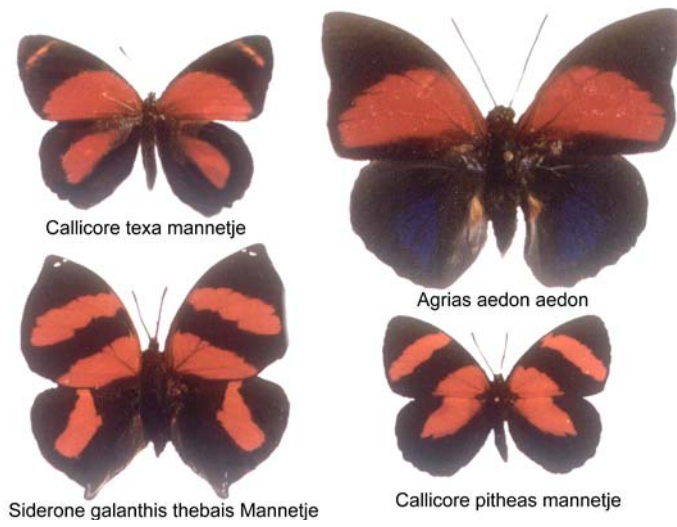 Callicore texa mannetje
Agrias aedon aedon
Siderone galanthis thebais Mannetje
Callicore pitheas mannetje